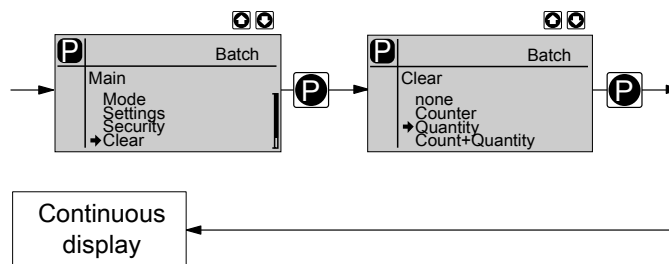 P
Batch
Main
Mode
Settings
Security
Clear
P
P
Batch
Clear
none
Counter
Quantity
Count+Quantity
P
Continuous
display